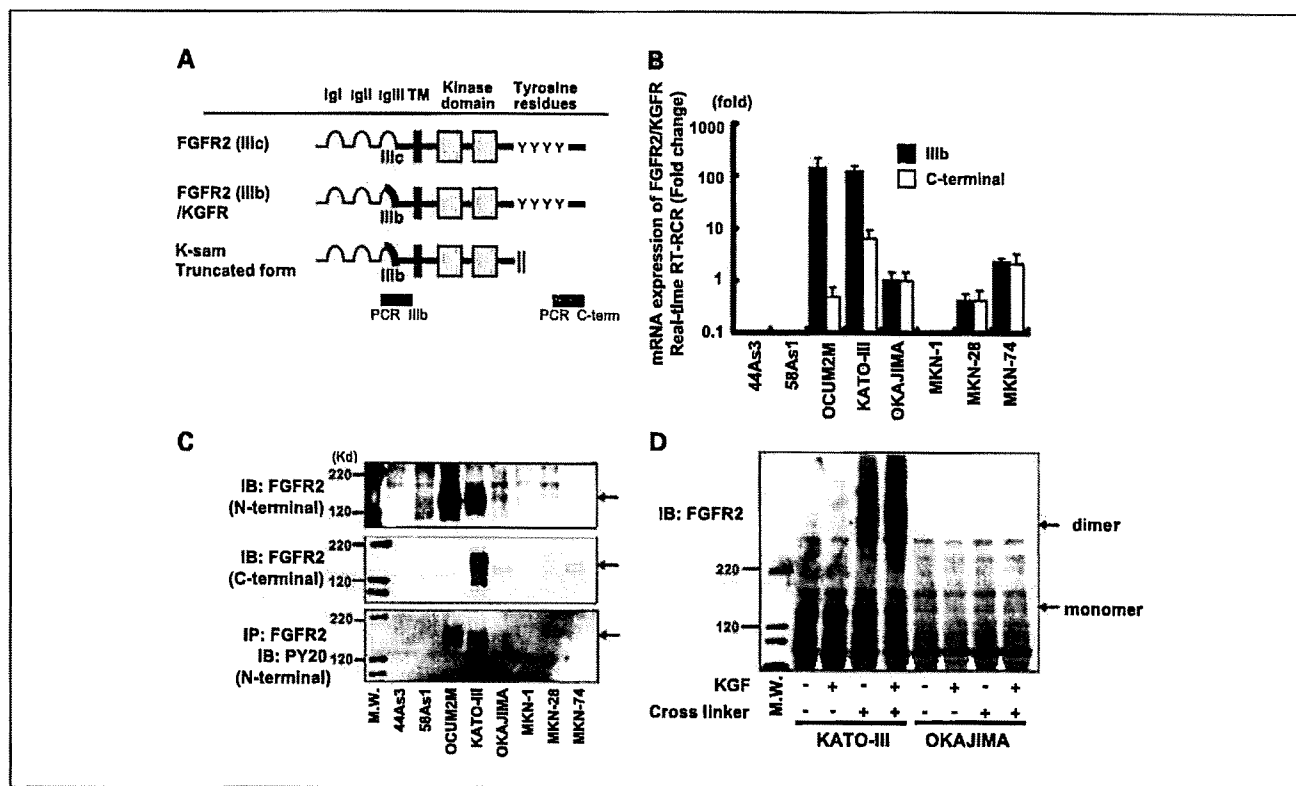 A
IgI IgII IgIII TM Kinase domain Tyrosine residues
FGFR2 (IIIc)
IIIc
Y Y Y Y
FGFR2 (IIIb) /KGFR
IIIb
Y Y Y Y
K-sam Truncated form
IIIb
PCR IIIb
PCR C-term
B
mRNA expression of FGFR2/KGFR
Real-time RT-RCR (Fold change)
(fold)
1000
100
10
1
0.1
IIIb
C-terminal
44As3
58As1
OCUM2M
KATO-III
OKAJIMA
MKN-1
MKN-28
MKN-74
C
(Kd)
IB: FGFR2 (N-terminal)
220
120
IB: FGFR2 (C-terminal)
220
120
IP: FGFR2
IB: PY20
(N-terminal)
220
120
M.W.
44As3
58As1
OCUM2M
KATO-III
OKAJIMA
MKN-1
MKN-28
MKN-74
D
IB: FGFR2
220
120
dimer
monomer
M.W.
KGF - + - + - + - +
Cross linker - - + + - - + +
KATO-III OKAJIMA